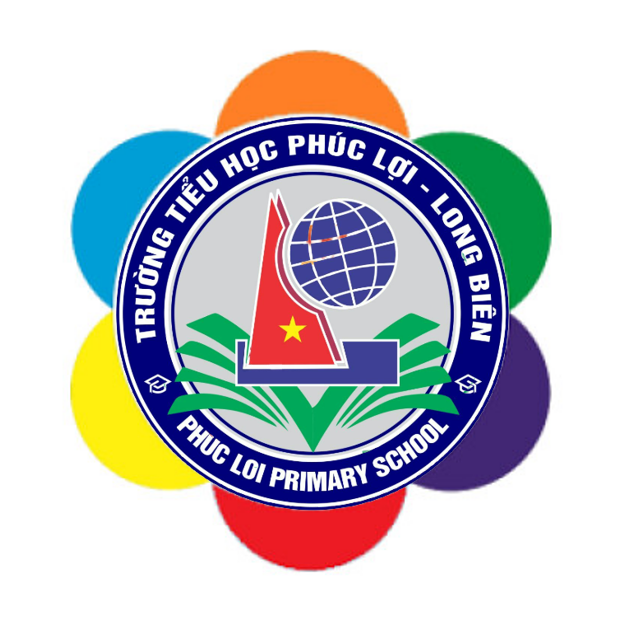 TRƯỜNG TIỂU HỌC PHÚC LỢI - LONG BIÊN
PHUC LOI PRIMARY SCHOOL